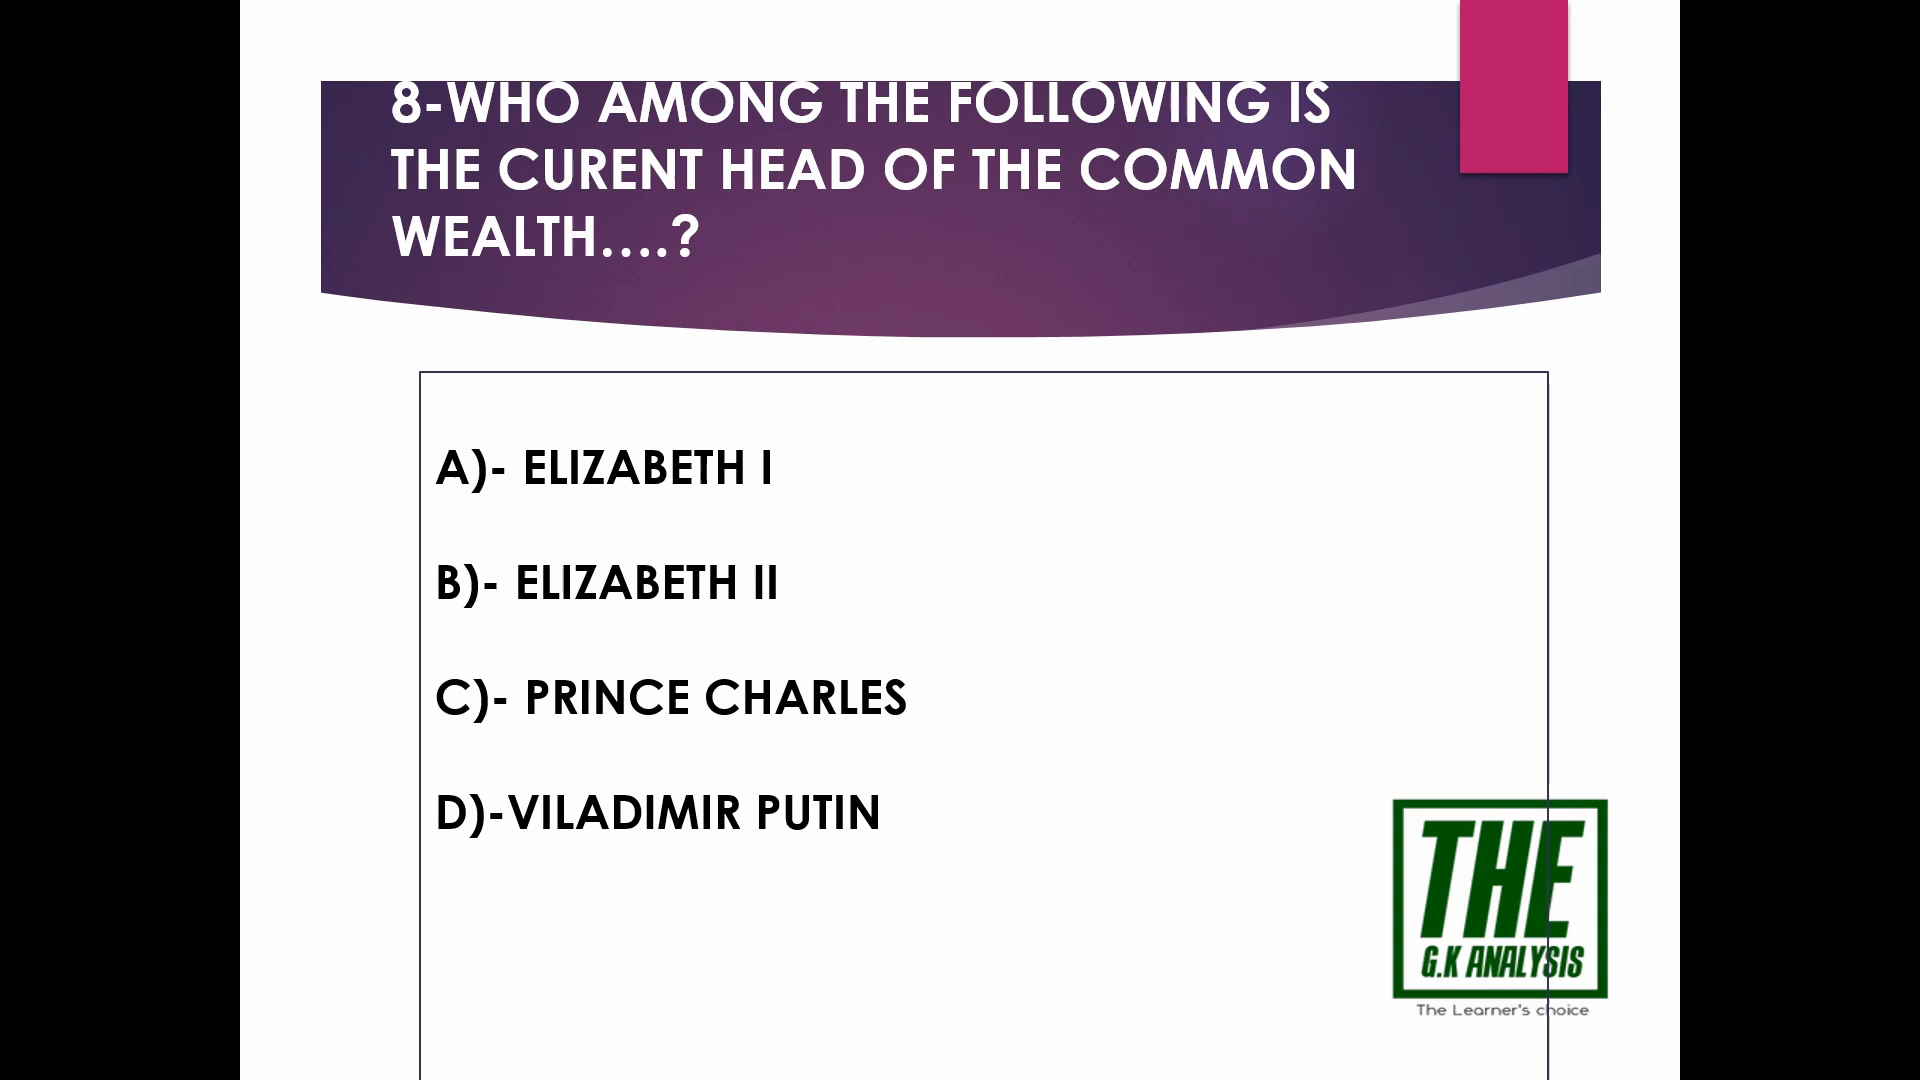 8-WHO AMONG THE FOLLOWING IS
THE CURENT HEAD OF THE COMMON
WEALTH....?
A)- ELIZABETH I
B)- ELIZABETH II
C)- PRINCE CHARLES
D)-VILADIMIR PUTIN
THE
G.K ANALYSIS
The Learner's choice